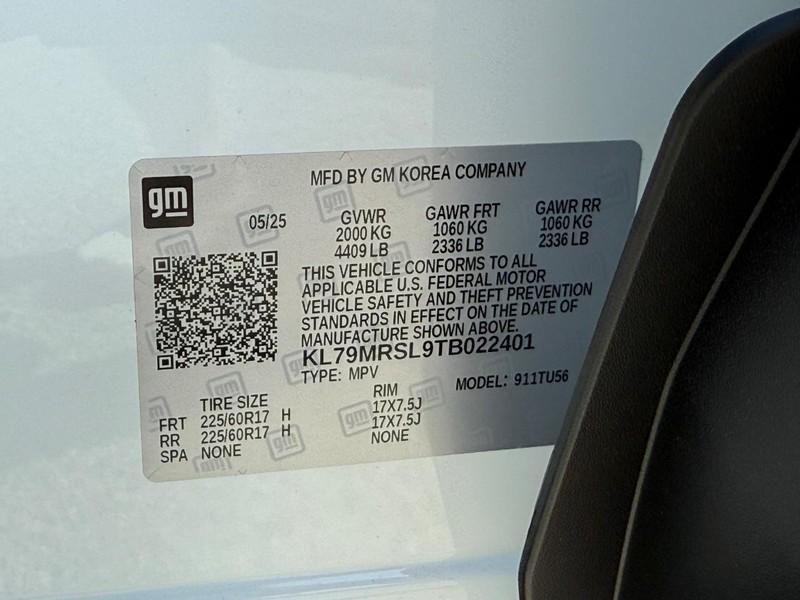 gm
MFD BY GM KOREA COMPANY
05/25 GVWR GAWR FRT GAWR RR
2000 KG 1060 KG 1060 KG
4409 LB 2336 LB 2336 LB
THIS VEHICLE CONFORMS TO ALL
APPLICABLE U.S. FEDERAL MOTOR
VEHICLE SAFETY AND THEFT PREVENTION
STANDARDS IN EFFECT ON THE DATE OF
MANUFACTURE SHOWN ABOVE.
KL79MRSL9TB022401
TYPE: MPV MODEL: 911TU56
TIRE SIZE RIM
FRT 225/60R17 H 17X7.5J
RR 225/60R17 H 17X7.5J
SPA NONE NONE